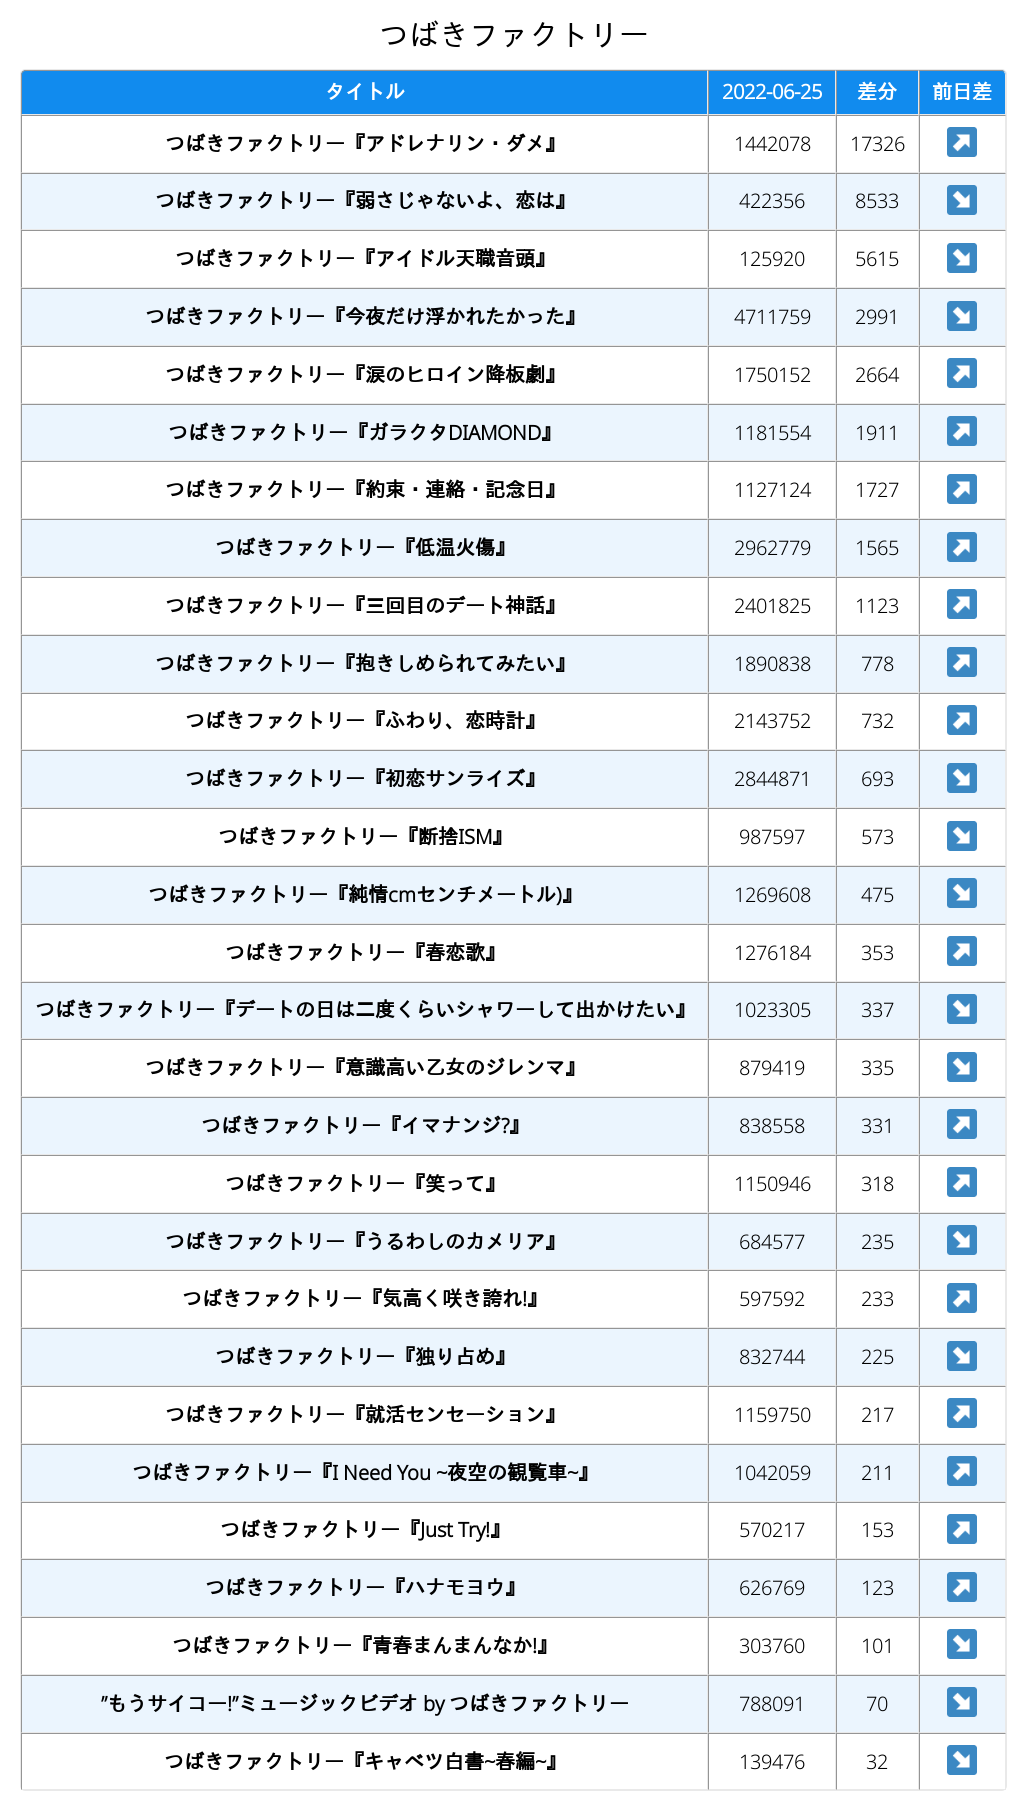 つばきファクトリー
タイトル 2022-06-25 差分 前日差
つばきファクトリー『アドレナリン・ダメ』 1442078 17326 ↗
つばきファクトリー『弱さじゃないよ、恋は』 422356 8533 ↘
つばきファクトリー『アイドル天職音頭』 125920 5615 ↘
つばきファクトリー『今夜だけ浮かれたかった』 4711759 2991 ↘
つばきファクトリー『涙のヒロイン降板劇』 1750152 2664 ↗
つばきファクトリー『ガラクタDIAMOND』 1181554 1911 ↗
つばきファクトリー『約束・連絡・記念日』 1127124 1727 ↗
つばきファクトリー『低温火傷』 2962779 1565 ↗
つばきファクトリー『三回目のデート神話』 2401825 1123 ↗
つばきファクトリー『抱きしめられてみたい』 1890838 778 ↗
つばきファクトリー『ふわり、恋時計』 2143752 732 ↗
つばきファクトリー『初恋サンライズ』 2844871 693 ↘
つばきファクトリー『断捨ISM』 987597 573 ↘
つばきファクトリー『純情cmセンチメートル)』 1269608 475 ↘
つばきファクトリー『春恋歌』 1276184 353 ↗
つばきファクトリー『デートの日は二度くらいシャワーして出かけたい』 1023305 337 ↘
つばきファクトリー『意識高い乙女のジレンマ』 879419 335 ↘
つばきファクトリー『イマナンジ?』 838558 331 ↗
つばきファクトリー『笑って』 1150946 318 ↗
つばきファクトリー『うるわしのカメリア』 684577 235 ↘
つばきファクトリー『気高く咲き誇れ!』 597592 233 ↗
つばきファクトリー『独り占め』 832744 225 ↘
つばきファクトリー『就活センセーション』 1159750 217 ↗
つばきファクトリー『I Need You ~夜空の観覧車~』 1042059 211 ↗
つばきファクトリー『Just Try!』 570217 153 ↗
つばきファクトリー『ハナモヨウ』 626769 123 ↗
つばきファクトリー『青春まんまんなか!』 303760 101 ↘
”もうサイコー!”ミュージックビデオ by つばきファクトリー 788091 70 ↘
つばきファクトリー『キャベツ白書~春編~』 139476 32 ↘